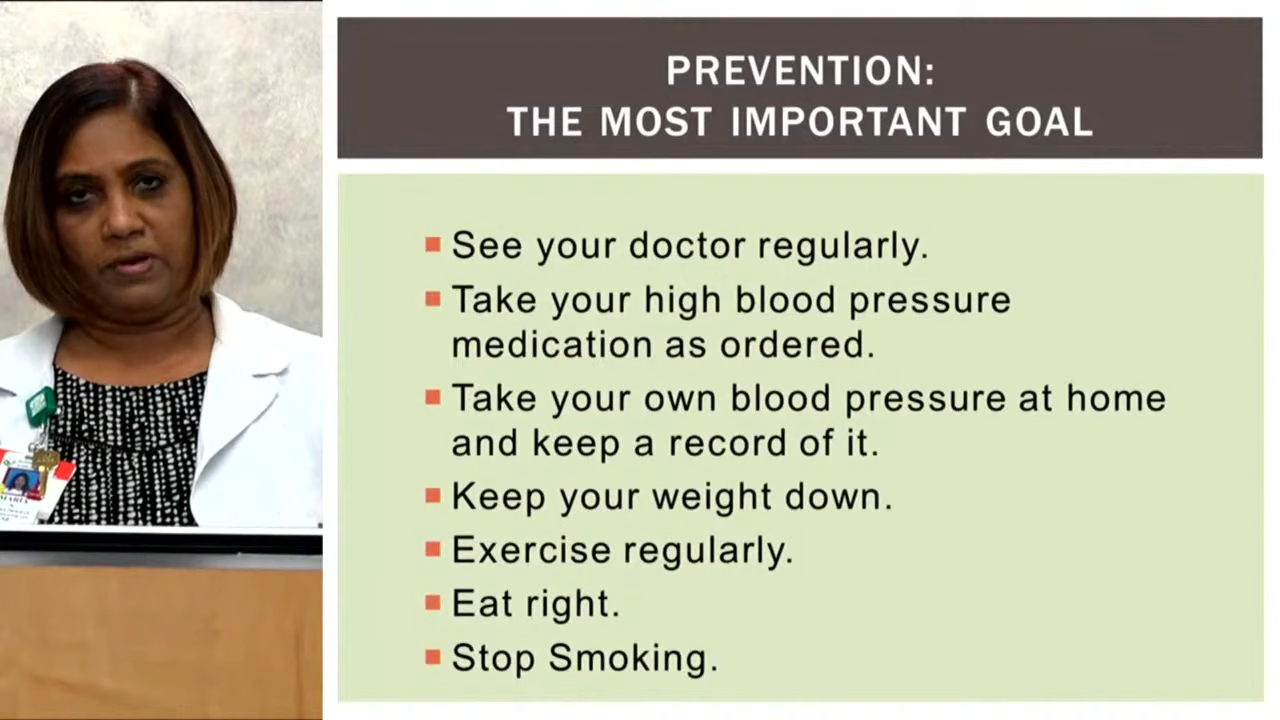 PREVENTION:
THE MOST IMPORTANT GOAL
See your doctor regularly.
Take your high blood pressure
medication as ordered.
Take your own blood pressure at home
and keep a record of it.
Keep your weight down.
Exercise regularly.
Eat right.
Stop Smoking.
MARIA